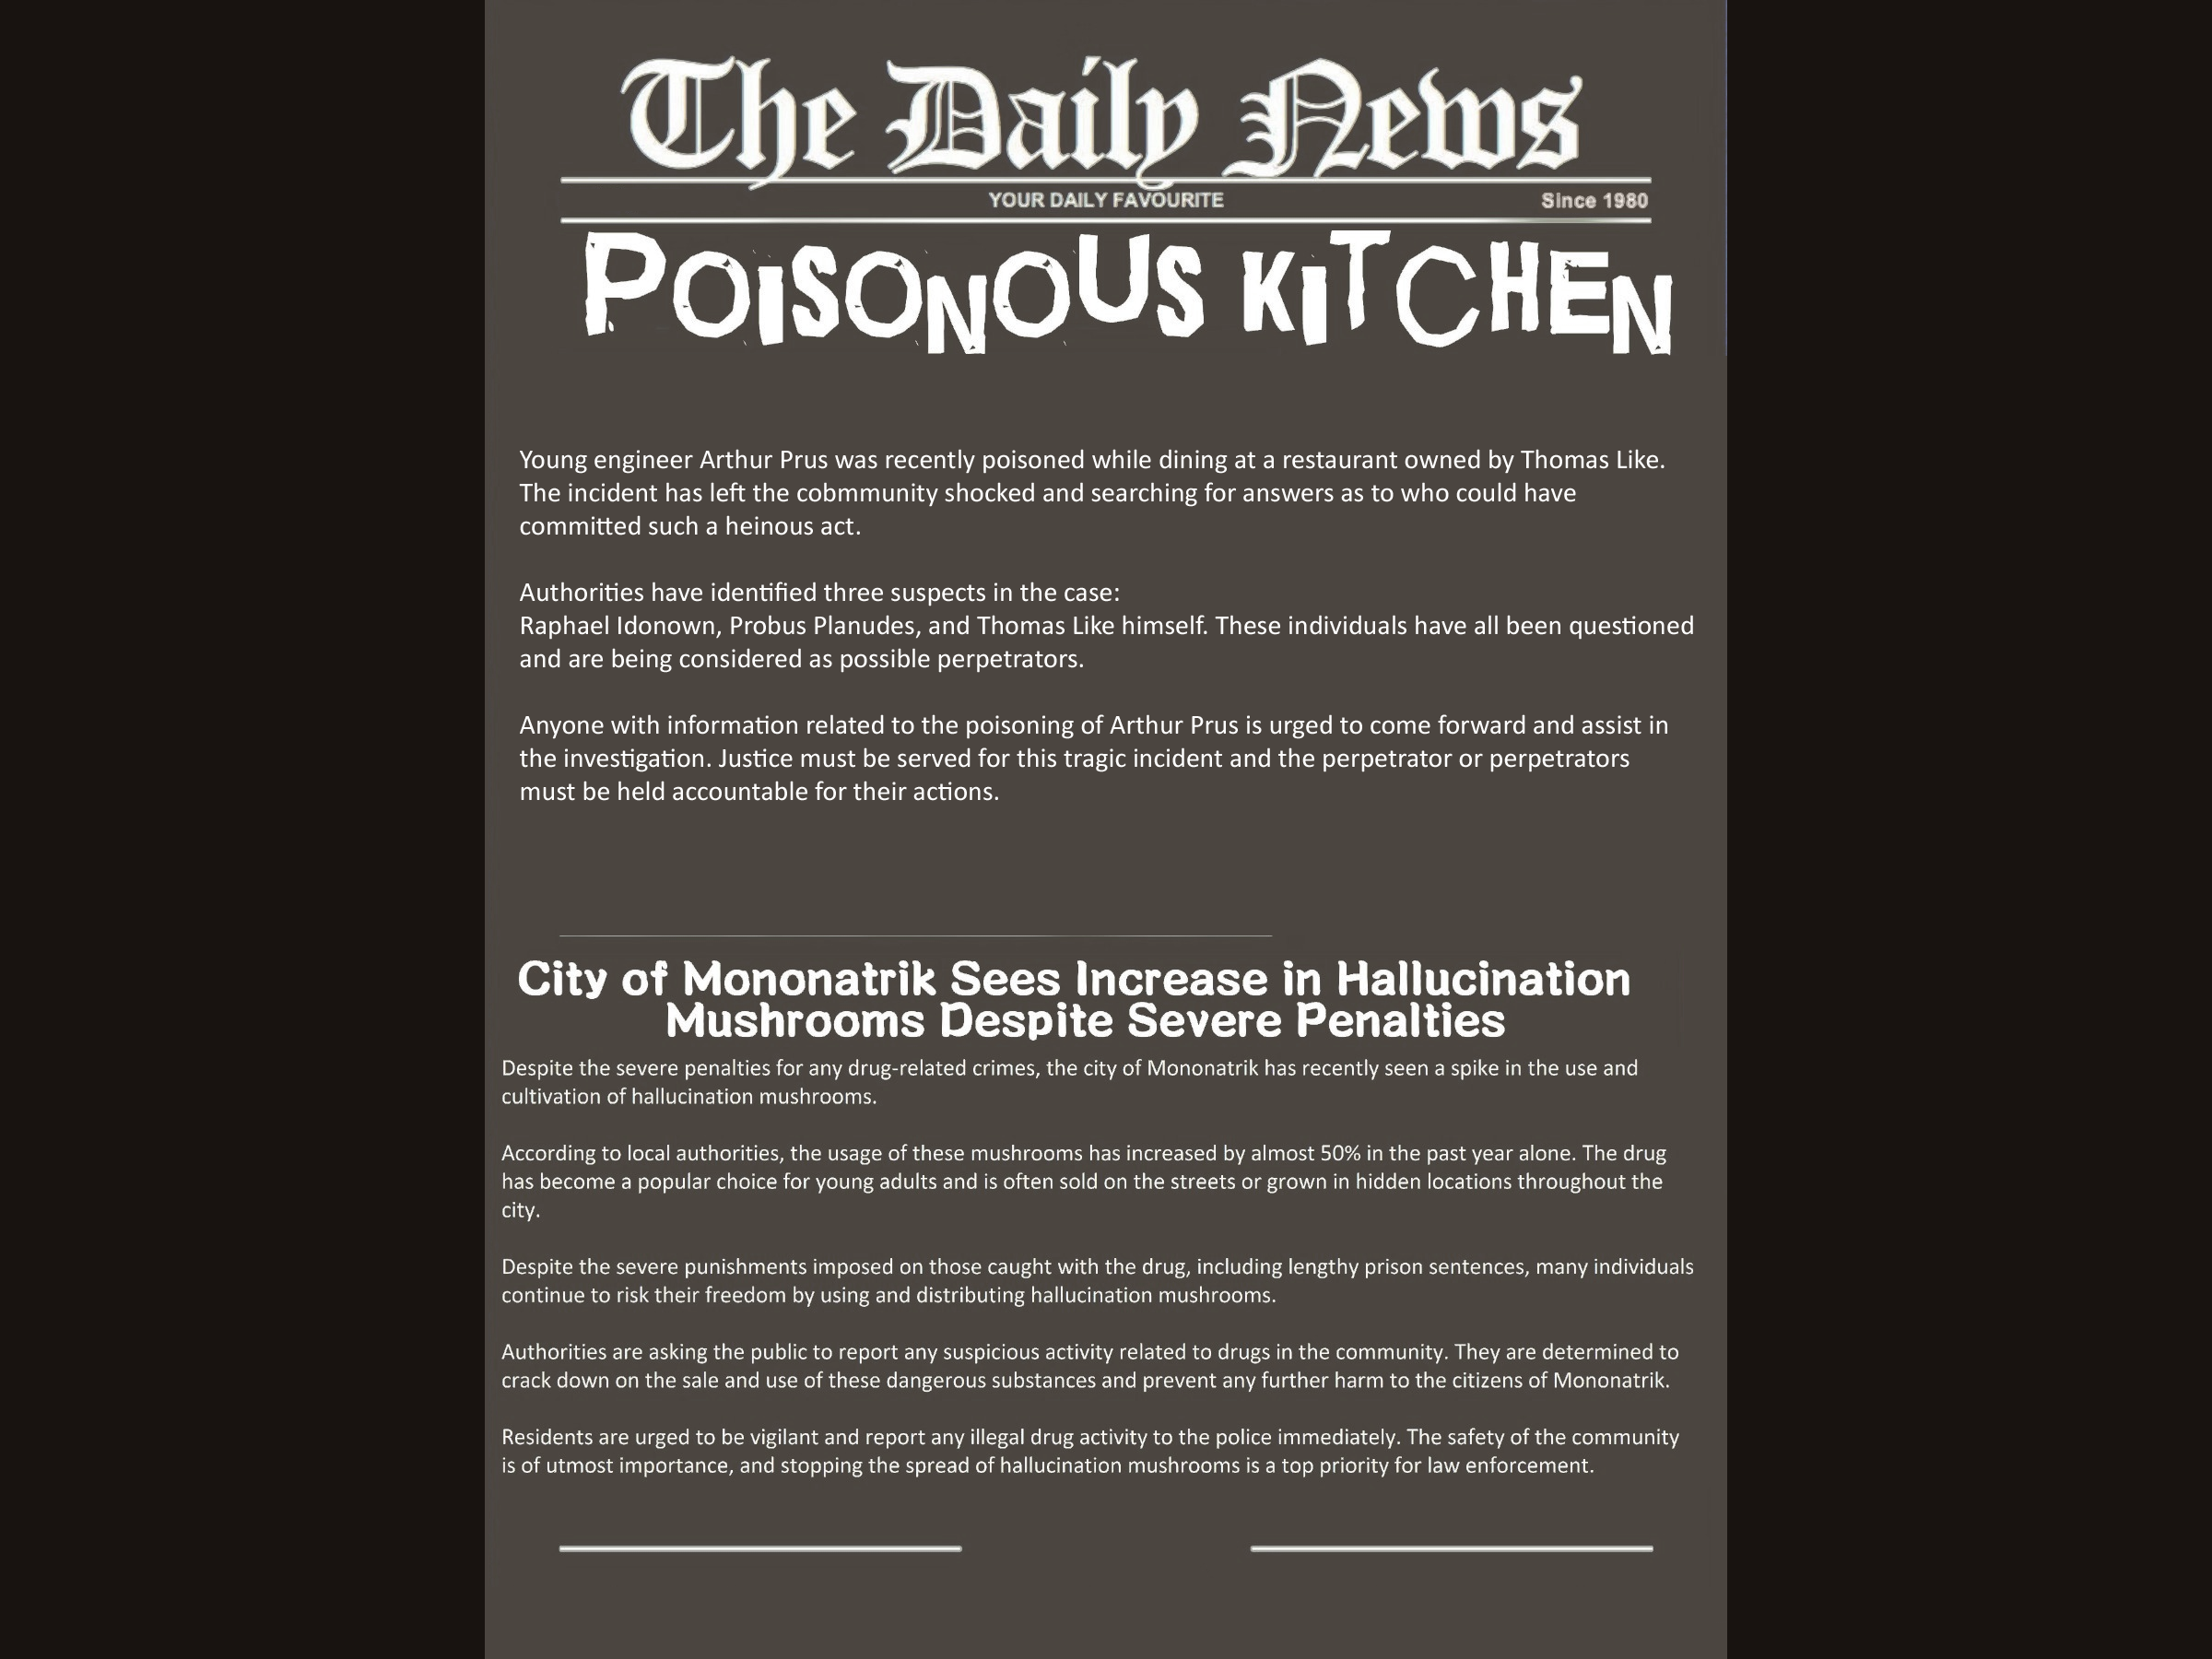 The Daily News
YOUR DAILY FAVOURITE
Since 1980
POISONOUS KITCHEN
Young engineer Arthur Prus was recently poisoned while dining at a restaurant owned by Thomas Like.
The incident has left the cobmmunity shocked and searching for answers as to who could have
committed such a heinous act.
Authorities have identified three suspects in the case:
Raphael Idonown, Probus Planudes, and Thomas Like himself. These individuals have all been questioned
and are being considered as possible perpetrators.
Anyone with information related to the poisoning of Arthur Prus is urged to come forward and assist in
the investigation. Justice must be served for this tragic incident and the perpetrator or perpetrators
must be held accountable for their actions.
City of Mononatrik Sees Increase in Hallucination
Mushrooms Despite Severe Penalties
Despite the severe penalties for any drug-related crimes, the city of Mononatrik has recently seen a spike in the use and
cultivation of hallucination mushrooms.
According to local authorities, the usage of these mushrooms has increased by almost 50% in the past year alone. The drug
has become a popular choice for young adults and is often sold on the streets or grown in hidden locations throughout the
city.
Despite the severe punishments imposed on those caught with the drug, including lengthy prison sentences, many individuals
continue to risk their freedom by using and distributing hallucination mushrooms.
Authorities are asking the public to report any suspicious activity related to drugs in the community. They are determined to
crack down on the sale and use of these dangerous substances and prevent any further harm to the citizens of Mononatrik.
Residents are urged to be vigilant and report any illegal drug activity to the police immediately. The safety of the community
is of utmost importance, and stopping the spread of hallucination mushrooms is a top priority for law enforcement.